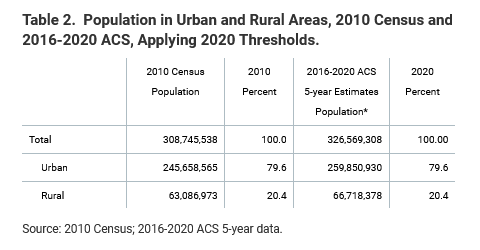 Table 2. Population in Urban and Rural Areas, 2010 Census and
2016-2020 ACS, Applying 2020 Thresholds.
2010 Census Population 2010 Percent 2016-2020 ACS 5-year Estimates Population* 2020 Percent
Total 308,745,538 100.0 326,569,308 100.00
Urban 245,658,565 79.6 259,850,930 79.6
Rural 63,086,973 20.4 66,718,378 20.4
Source: 2010 Census; 2016-2020 ACS 5-year data.